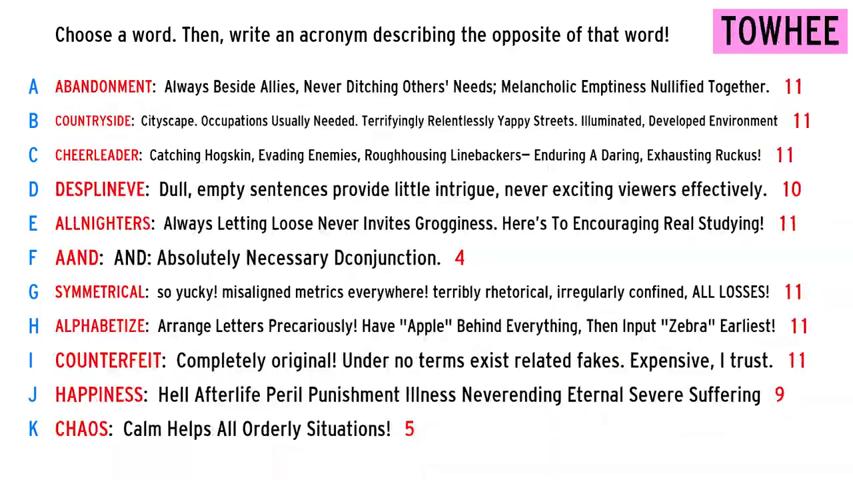 Choose a word. Then, write an acronym describing the opposite of that word!
TOWHEE
A ABANDONMENT: Always Beside Allies, Never Ditching Others' Needs; Melancholic Emptiness Nullified Together. 11
B COUNTRYSIDE: Cityscape. Occupations Usually Needed. Terrifyingly Relentlessly Yappy Streets. Illuminated, Developed Environment 11
C CHEERLEADER: Catching Hogskin, Evading Enemies, Roughhousing Linebackers— Enduring A Daring, Exhausting Ruckus! 11
D DESPLINEVE: Dull, empty sentences provide little intrigue, never exciting viewers effectively. 10
E ALLNIGHTERS: Always Letting Loose Never Invites Grogginess. Here's To Encouraging Real Studying! 11
F AAND: AND: Absolutely Necessary Dconjunction. 4
G SYMMETRICAL: so yucky! misaligned metrics everywhere! terribly rhetorical, irregularly confined, ALL LOSSES! 11
H ALPHABETIZE: Arrange Letters Precariously! Have "Apple" Behind Everything, Then Input "Zebra" Earliest! 11
I COUNTERFEIT: Completely original! Under no terms exist related fakes. Expensive, I trust. 11
J HAPPINESS: Hell Afterlife Peril Punishment Illness Neverending Eternal Severe Suffering 9
K CHAOS: Calm Helps All Orderly Situations! 5